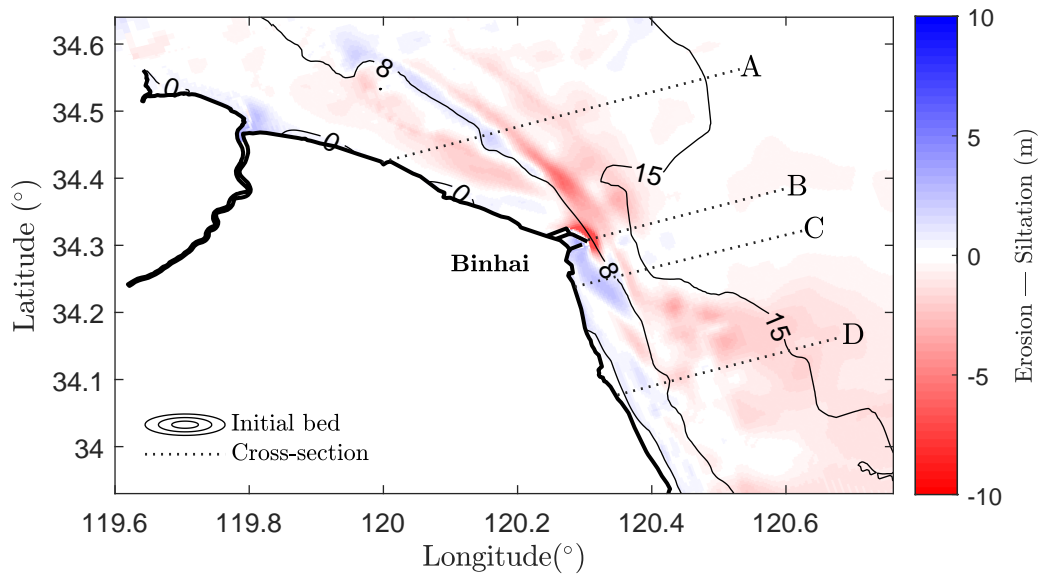 34.6
34.5
34.4
34.3
34.2
34.1
34
Latitude (°)
119.6 119.8 120 120.2 120.4 120.6
Longitude(°)
0
0
0
8
8
15
15
A
B
C
D
Binhai
Initial bed
Cross-section
10
5
0
-5
-10
Erosion — Siltation (m)